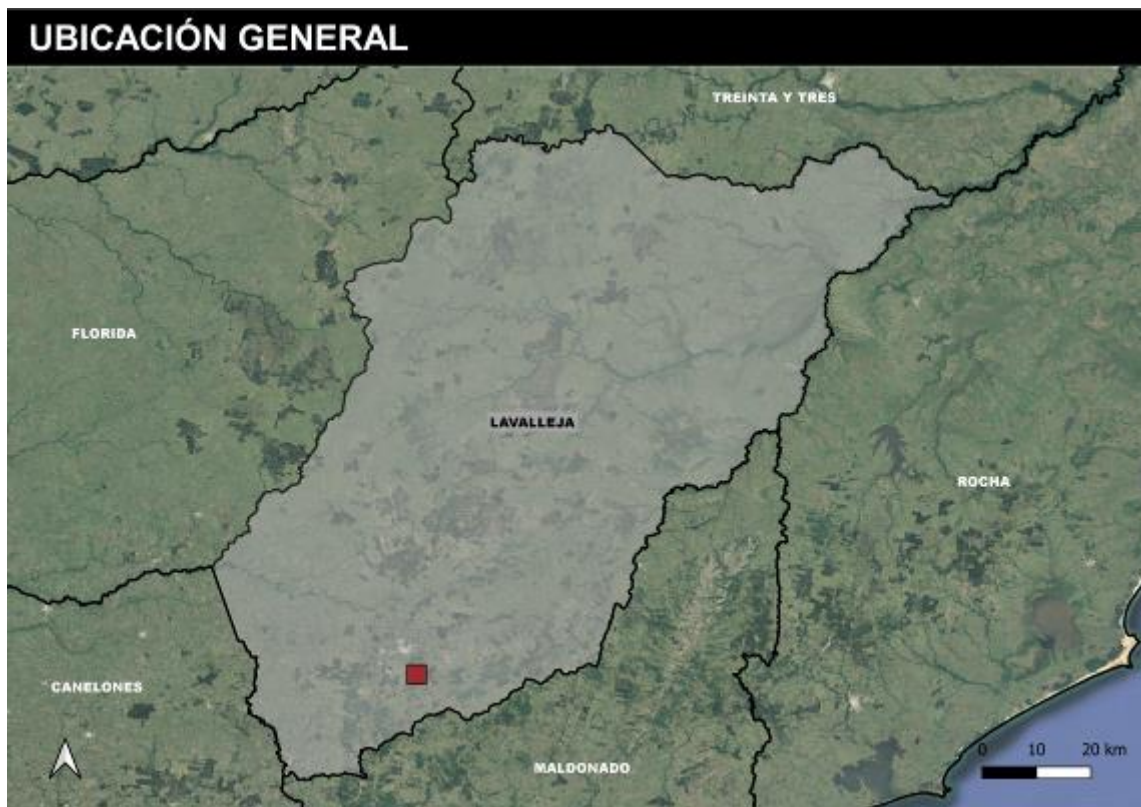 UBICACIÓN GENERAL
TREINTA Y TRES
FLORIDA
LAVALLEJA
ROCHA
CANELONES
MALDONADO
0 10 20 km